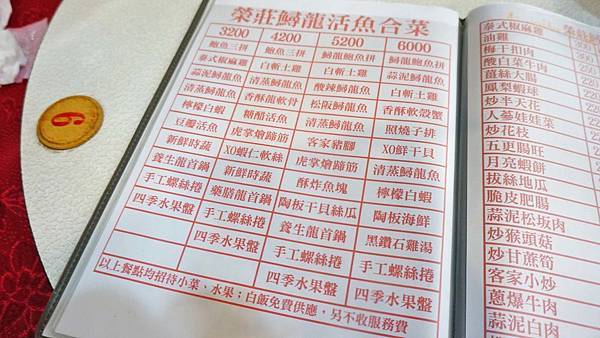 榮莊鱘龍活魚合菜
3200 4200 5200 6000
鮑魚三拼 鮑魚三拼 鱘龍鮑魚拼 鱘龍鮑魚拼
泰式椒麻雞 白斬土雞 白斬土雞 蒜泥鱘龍魚
蒜泥鱘龍魚 清蒸鱘龍魚 酸辣鱘龍魚 白斬土雞
清蒸鱘龍魚 香酥龍軟骨 松阪鱘龍魚 香酥軟殼蟹
檸檬白蝦 糖醋活魚 清蒸鱘龍魚 照燒子排
豆瓣活魚 虎掌燴蹄筋 客家豬腳 XO鮮干貝
新鮮時蔬 XO蝦仁軟絲 虎掌燴蹄筋 清蒸鱘龍魚
養生龍首鍋 新鮮時蔬 酥炸魚塊 檸檬白蝦
手工螺絲捲 藥膳龍首鍋 陶板干貝絲瓜 陶板海鮮
四季水果盤 手工螺絲捲 養生龍首鍋 黑鑽石雞湯
四季水果盤 手工螺絲捲 手工螺絲捲
四季水果盤 四季水果盤
以上餐點均招待小菜、水果；白飯免費供應，另不收服務費
6
泰式椒麻雞
油雞
梅干扣肉
酸白菜牛肉
薑絲大腸
鳳梨蝦球
炒半天花
人蔘娃娃菜
炒花枝
五更腸旺
月亮蝦餅
拔絲地瓜
脆皮肥腸
蒜泥松坂肉
炒猴頭菇
炒甘蔗筍
客家小炒
蔥爆牛肉
蒜泥白肉